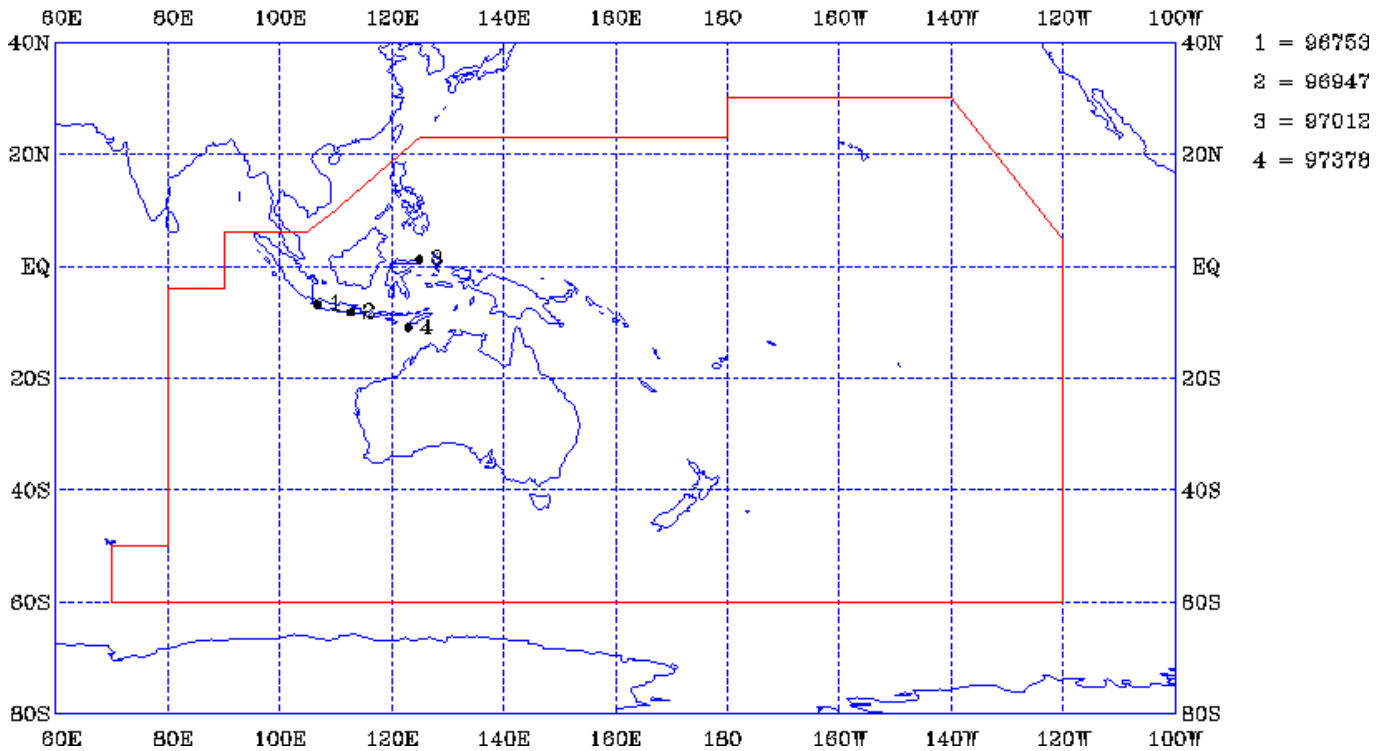 60E 80E 100E 120E 140E 160E 180 160W 140W 120W 100W
40N 40N 1 = 96753
2 = 96947
3 = 97012
20N 20N 4 = 97378
EQ 3 EQ
1 2
4
20S 20S
40S 40S
60S 60S
80S 80S
60E 80E 100E 120E 140E 160E 180 160W 140W 120W 100W